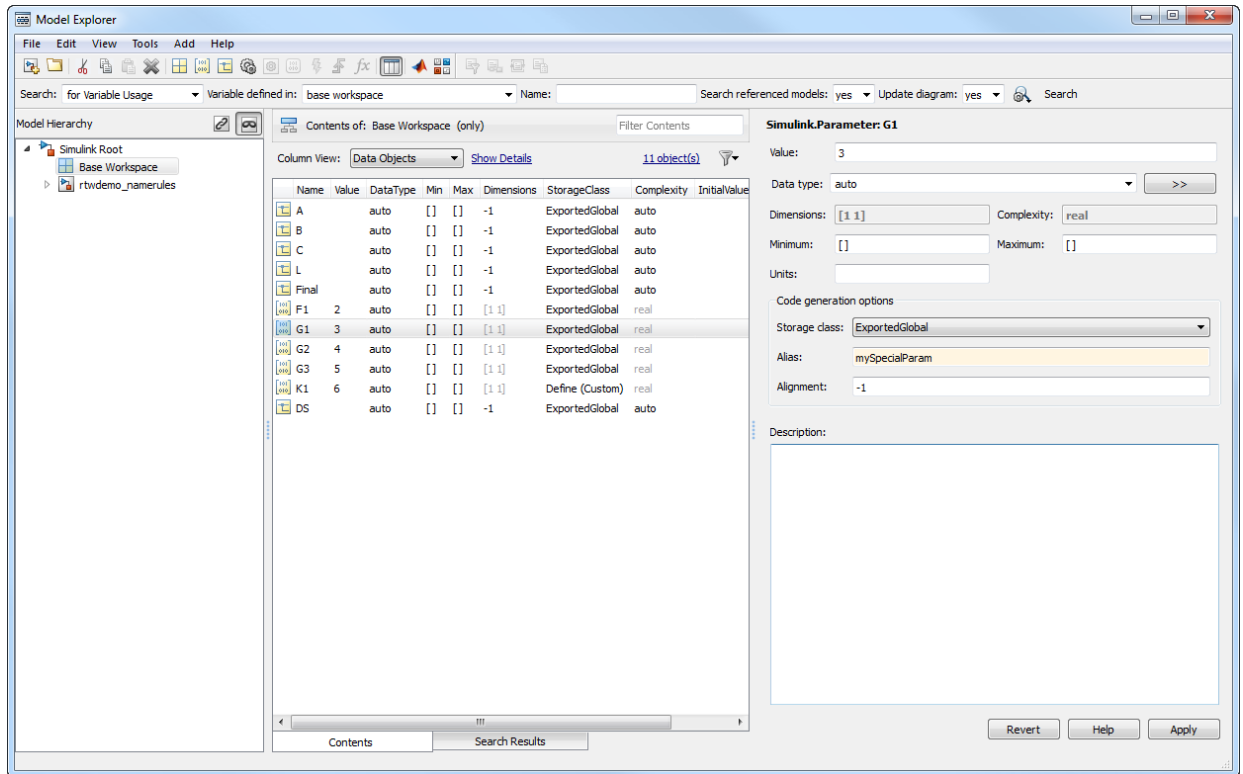 Model Explorer
File Edit View Tools Add Help
Search: for Variable Usage Variable defined in: base workspace Name: Search referenced models: yes Update diagram: yes Search
Model Hierarchy
Simulink Root
Base Workspace
rtwdemo_namerules
Contents of: Base Workspace (only) Filter Contents
Column View: Data Objects Show Details 11 object(s)
Name Value DataType Min Max Dimensions StorageClass Complexity InitialValue
A auto [] [] -1 ExportedGlobal auto
B auto [] [] -1 ExportedGlobal auto
C auto [] [] -1 ExportedGlobal auto
L auto [] [] -1 ExportedGlobal auto
Final auto [] [] -1 ExportedGlobal auto
F1 2 auto [] [] [1 1] ExportedGlobal real
G1 3 auto [] [] [1 1] ExportedGlobal real
G2 4 auto [] [] [1 1] ExportedGlobal real
G3 5 auto [] [] [1 1] ExportedGlobal real
K1 6 auto [] [] [1 1] Define (Custom) real
DS auto [] [] -1 ExportedGlobal auto
Contents Search Results
Simulink.Parameter: G1
Value: 3
Data type: auto >>
Dimensions: [1 1] Complexity: real
Minimum: [] Maximum: []
Units:
Code generation options
Storage class: ExportedGlobal
Alias: mySpecialParam
Alignment: -1
Description:
Revert Help Apply